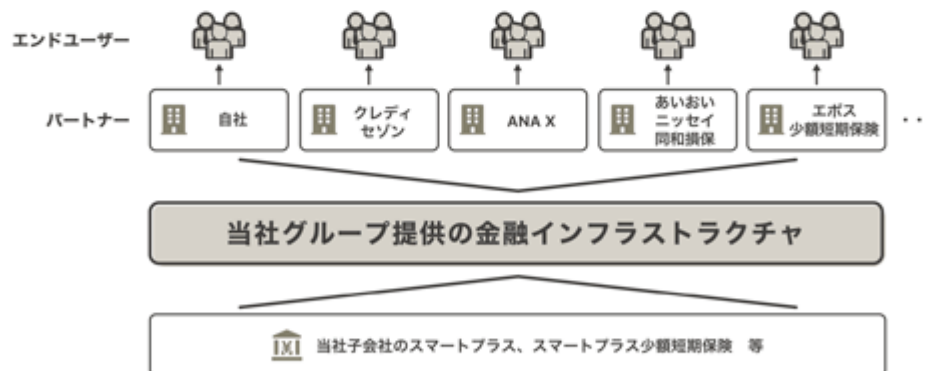 エンドユーザー
パートナー
自社
クレディ
セゾン
ANA X
あいおい
ニッセイ
同和損保
エポス
少額短期保険
・・
当社グループ提供の金融インフラストラクチャ
当社子会社のスマートプラス、スマートプラス少額短期保険　等